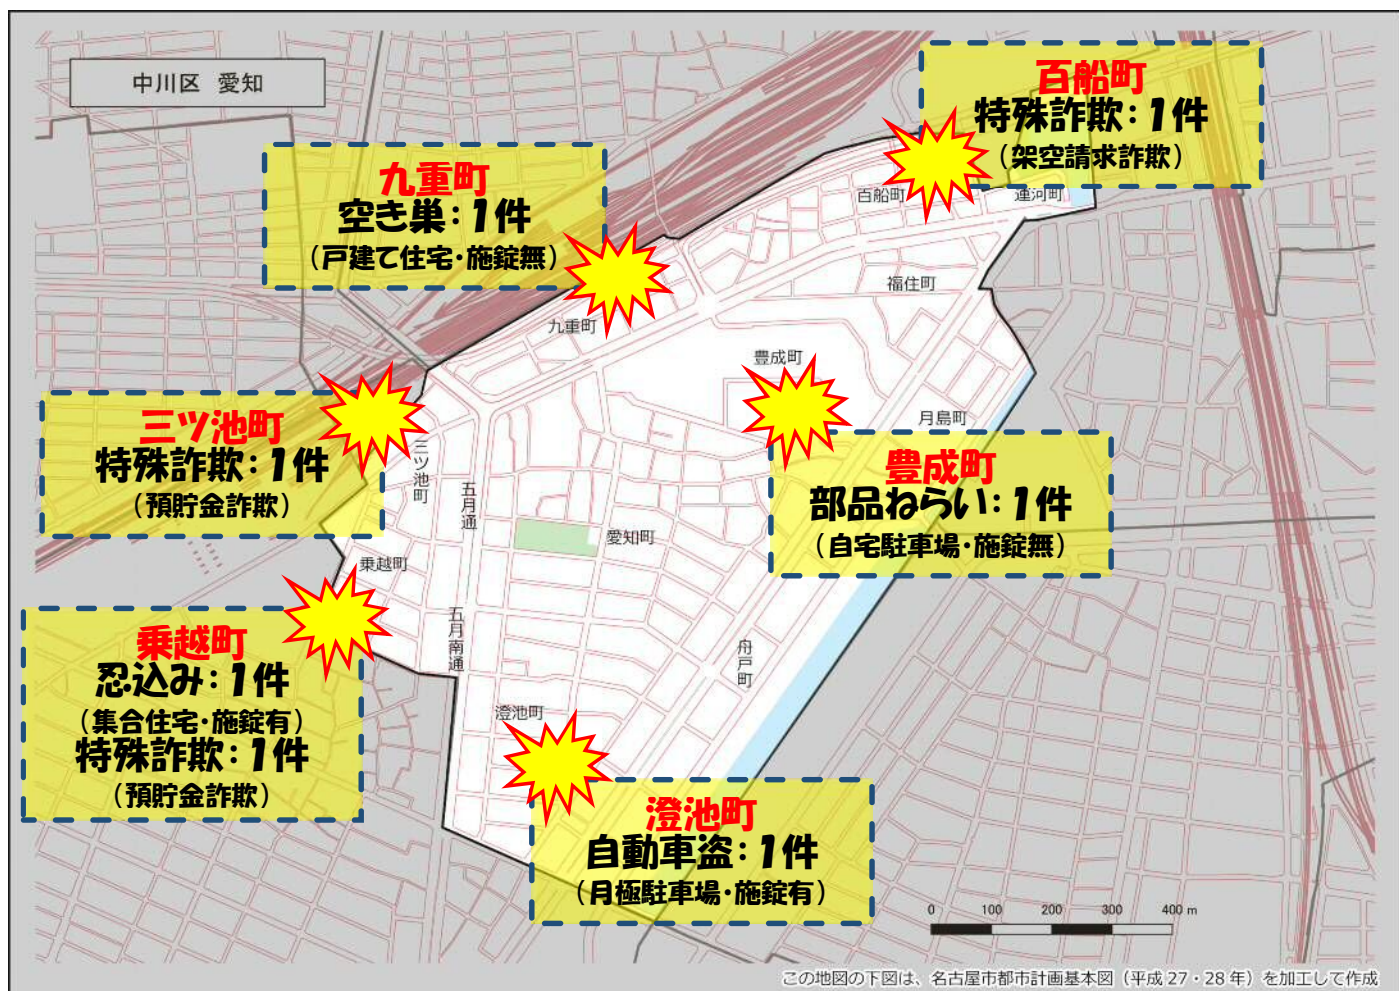 中川区 愛知
百船町
特殊詐欺：1件
（架空請求詐欺）
九重町
空き巣：1件
（戸建て住宅・施錠無）
百船町
運河町
福住町
九重町
豊成町
月島町
三ツ池町
特殊詐欺：1件
（預貯金詐欺）
三ツ池町
五月通
愛知町
豊成町
部品ねらい：1件
（自宅駐車場・施錠無）
乗越町
五月南通
舟戸町
乗越町
忍込み：1件
（集合住宅・施錠有）
特殊詐欺：1件
（預貯金詐欺）
澄池町
澄池町
自動車盗：1件
（月極駐車場・施錠有）
0 100 200 300 400 m
この地図の下図は、名古屋市都市計画基本図（平成 27・28 年）を加工して作成